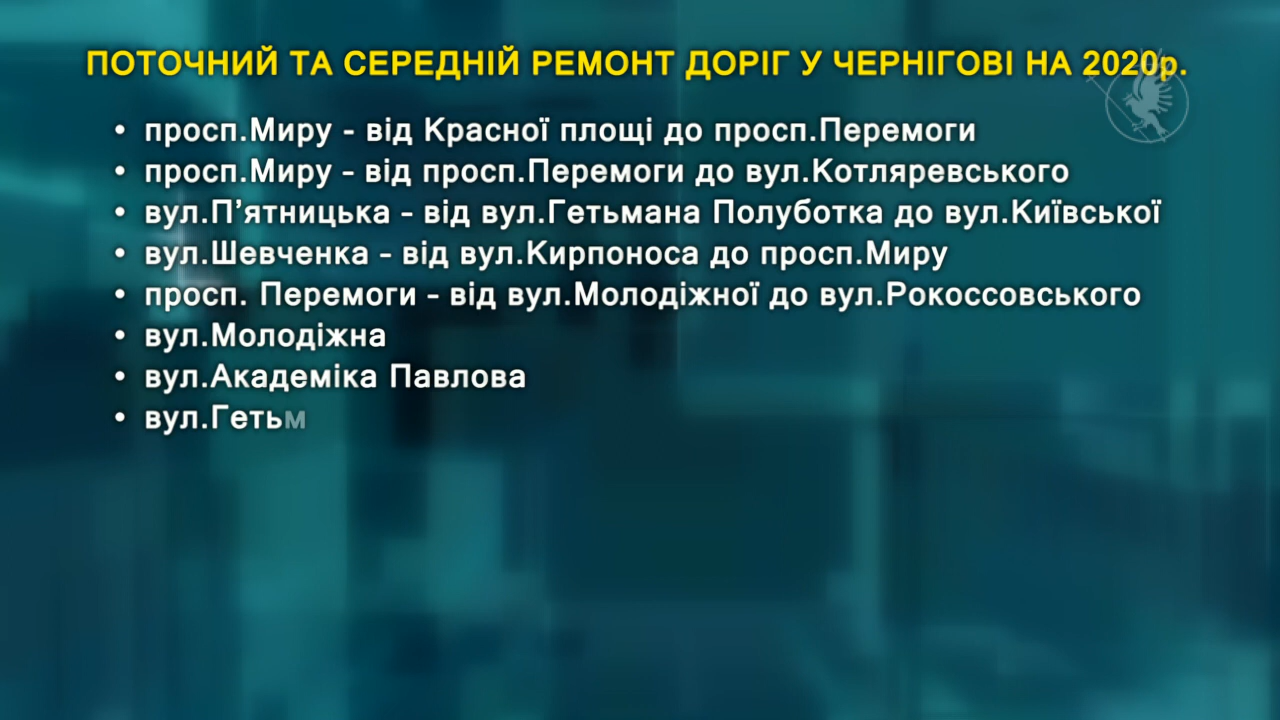 ПОТОЧНИЙ ТА СЕРЕДНІЙ РЕМОНТ ДОРІГ У ЧЕРНІГОВІ НА 2020р.
• просп.Миру - від Красної площі до просп.Перемоги
• просп.Миру - від просп.Перемоги до вул.Котляревського
• вул.П’ятницька - від вул.Гетьмана Полуботка до вул.Київської
• вул.Шевченка - від вул.Кирпоноса до просп.Миру
• просп. Перемоги - від вул.Молодіжної до вул.Рокоссовського
• вул.Молодіжна
• вул.Академіка Павлова
• вул.Гетьм